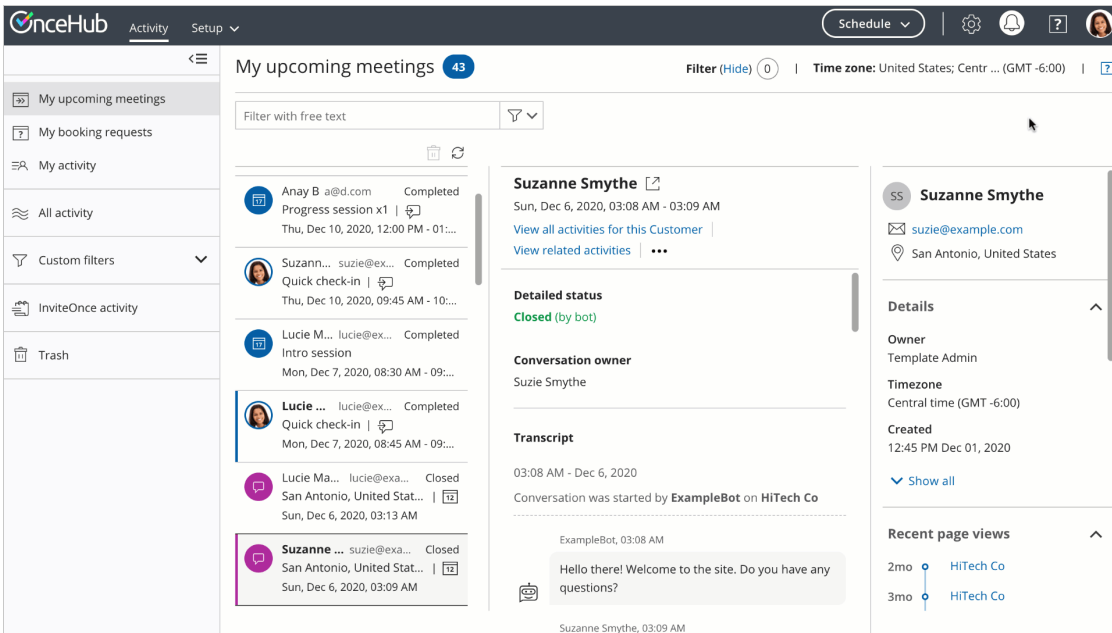 OnceHub
Activity
Setup
Schedule
?
My upcoming meetings 43
Filter (Hide) 0 | Time zone: United States; Centr ... (GMT -6:00) | ?
My upcoming meetings
My booking requests
My activity
All activity
Custom filters
InviteOnce activity
Trash
Filter with free text
Anay B a@d.com Completed
17
Progress session x1 |
Thu, Dec 10, 2020, 12:00 PM - 01:...
Suzann... suzie@ex... Completed
Quick check-in |
Thu, Dec 10, 2020, 09:45 AM - 10:...
Lucie M... lucie@ex... Completed
17
Intro session
Mon, Dec 7, 2020, 08:30 AM - 09:...
Lucie ... lucie@ex... Completed
Quick check-in |
Mon, Dec 7, 2020, 08:45 AM - 09:...
Lucie Ma... lucie@exa... Closed
San Antonio, United Stat... | 12
Sun, Dec 6, 2020, 03:13 AM
Suzanne ... suzie@exa... Closed
San Antonio, United Stat... | 12
Sun, Dec 6, 2020, 03:09 AM
Suzanne Smythe
Sun, Dec 6, 2020, 03:08 AM - 03:09 AM
View all activities for this Customer |
View related activities | •••
Detailed status
Closed (by bot)
Conversation owner
Suzie Smythe
Transcript
03:08 AM - Dec 6, 2020
Conversation was started by ExampleBot on HiTech Co
ExampleBot, 03:08 AM
Hello there! Welcome to the site. Do you have any
questions?
Suzanne Smythe, 03:09 AM
SS Suzanne Smythe
suzie@example.com
San Antonio, United States
Details
Owner
Template Admin
Timezone
Central time (GMT -6:00)
Created
12:45 PM Dec 01, 2020
Show all
Recent page views
2mo HiTech Co
3mo HiTech Co